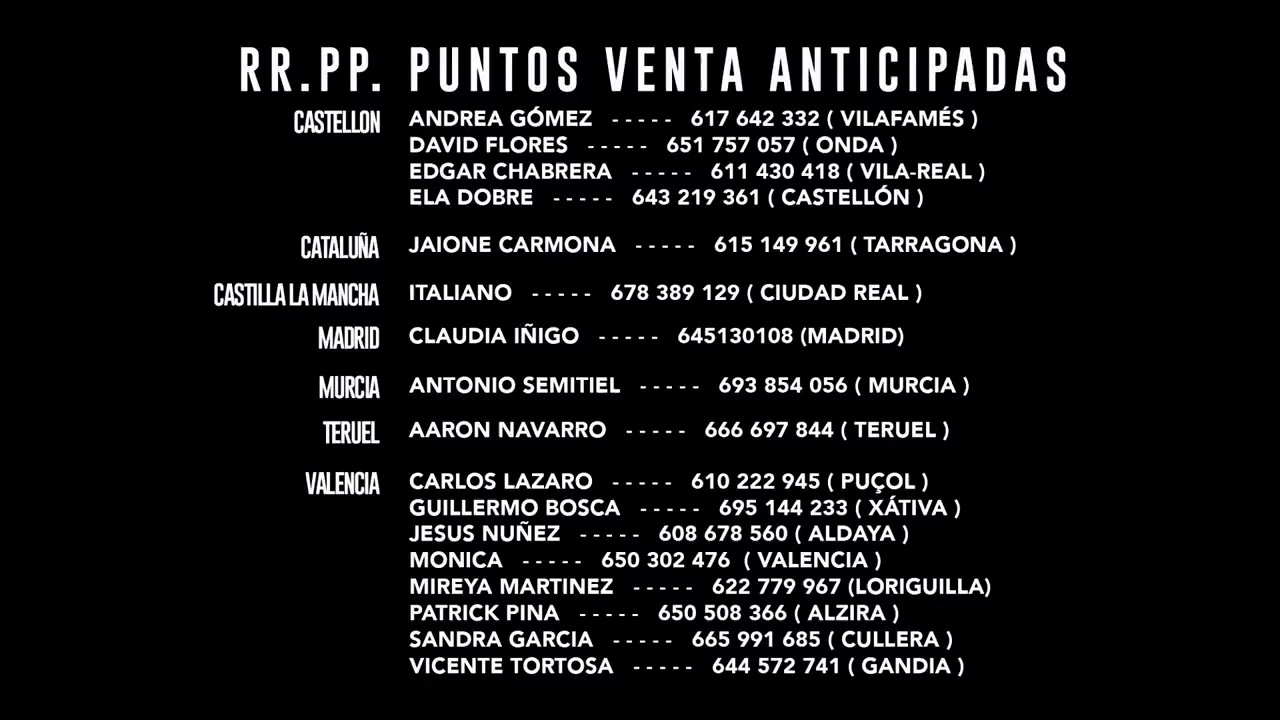 RR.PP. PUNTOS VENTA ANTICIPADAS
CASTELLON ANDREA GÓMEZ ----- 617 642 332 ( VILAFAMÉS )
DAVID FLORES ----- 651 757 057 ( ONDA )
EDGAR CHABRERA ----- 611 430 418 ( VILA-REAL )
ELA DOBRE ----- 643 219 361 ( CASTELLÓN )
CATALUÑA JAIONE CARMONA ----- 615 149 961 ( TARRAGONA )
CASTILLA LA MANCHA ITALIANO ----- 678 389 129 ( CIUDAD REAL )
MADRID CLAUDIA IÑIGO ----- 645130108 (MADRID)
MURCIA ANTONIO SEMITIEL ----- 693 854 056 ( MURCIA )
TERUEL AARON NAVARRO ----- 666 697 844 ( TERUEL )
VALENCIA CARLOS LAZARO ----- 610 222 945 ( PUÇOL )
GUILLERMO BOSCA ----- 695 144 233 ( XÁTIVA )
JESUS NUÑEZ ----- 608 678 560 ( ALDAYA )
MONICA ----- 650 302 476 ( VALENCIA )
MIREYA MARTINEZ ----- 622 779 967 (LORIGUILLA)
PATRICK PINA ----- 650 508 366 ( ALZIRA )
SANDRA GARCIA ----- 665 991 685 ( CULLERA )
VICENTE TORTOSA ----- 644 572 741 ( GANDIA )